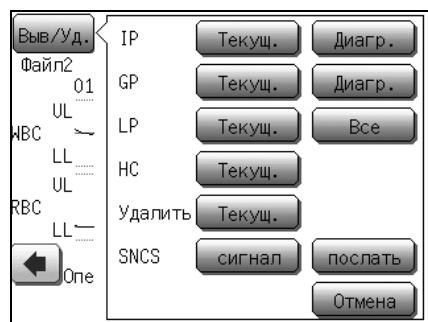 Выв/Уд.
Файл2
01
UL
WBC
LL
UL
RBC
LL
Опе
IP Текущ. Диагр.
GP Текущ. Диагр.
LP Текущ. Все
HC Текущ.
Удалить Текущ.
SNCS сигнал послать
Отмена